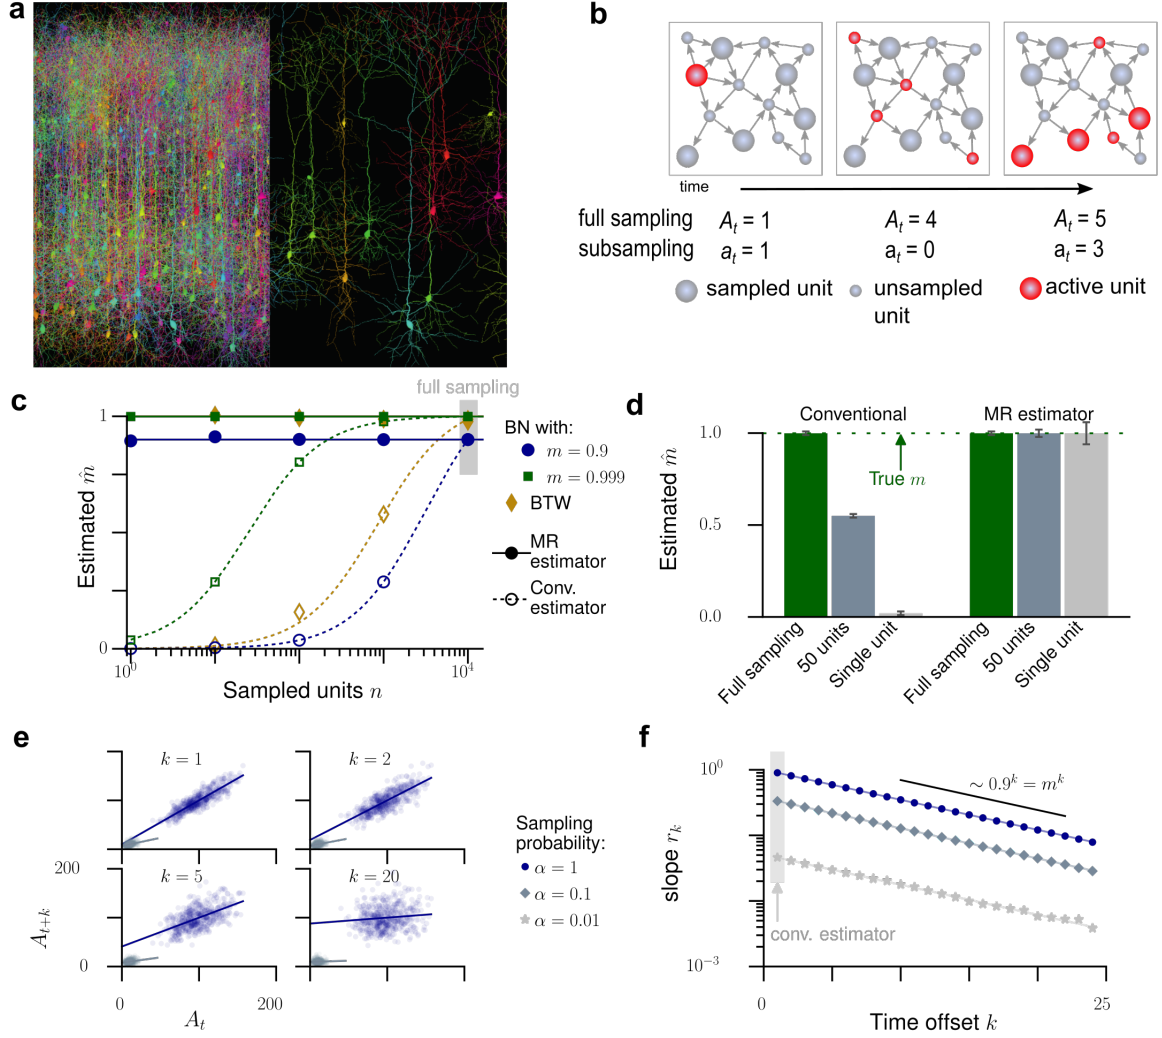 a
b
time
full sampling
A_t = 1
A_t = 4
A_t = 5
subsampling
a_t = 1
a_t = 0
a_t = 3
sampled unit
unsampled
unit
active unit
c
full sampling
1
0
Estimated m̂
10^0
10^4
Sampled units n
BN with:
m = 0.9
m = 0.999
BTW
MR
estimator
Conv.
estimator
d
Conventional
MR estimator
1.0
0.5
0.0
Estimated m̂
True m
Full sampling
50 units
Single unit
Full sampling
50 units
Single unit
e
k = 1
k = 2
k = 5
k = 20
200
0
A_{t+k}
0
200
A_t
Sampling
probability:
α = 1
α = 0.1
α = 0.01
f
10^0
10^{-3}
slope r_k
∼ 0.9^k = m^k
conv. estimator
0
25
Time offset k